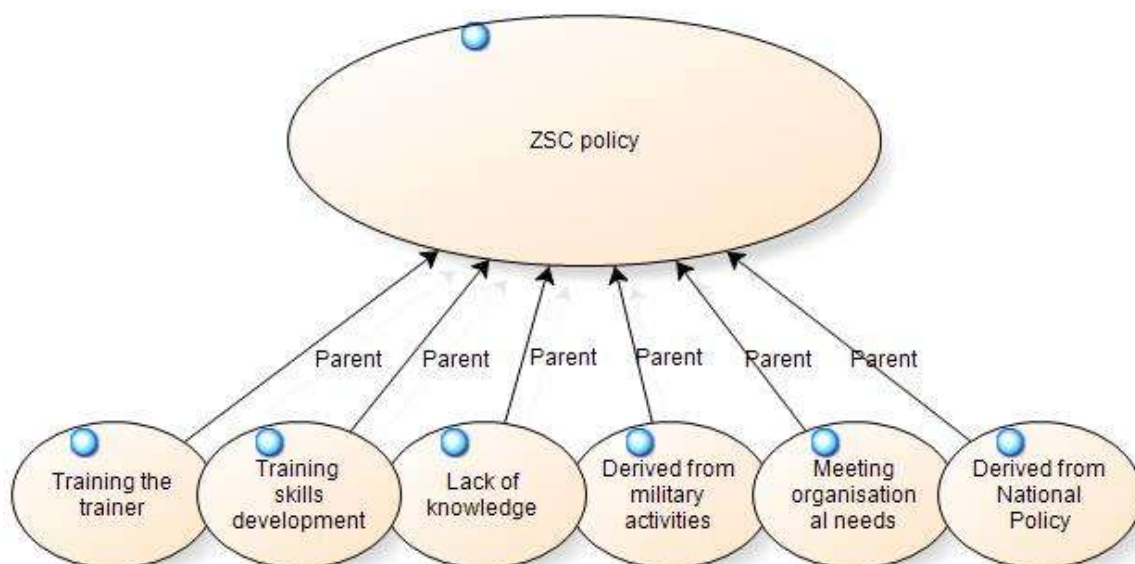 ZSC policy
Parent
Parent
Parent
Parent
Parent
Parent
Training the
trainer
Training
skills
development
Lack of
knowledge
Derived from
military
activities
Meeting
organisation
al needs
Derived from
National
Policy